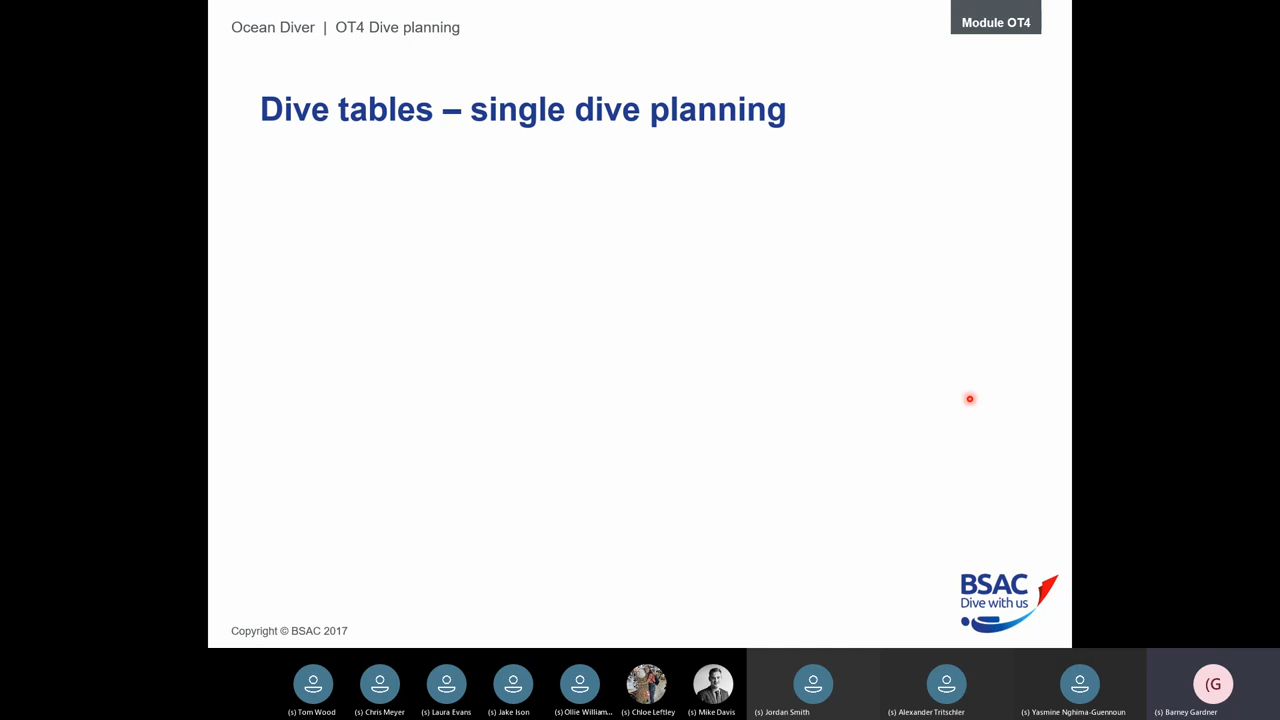 Ocean Diver | OT4 Dive planning
Module OT4
Dive tables – single dive planning
BSAC
Dive with us
Copyright © BSAC 2017
(G
(s) Tom Wood
(s) Chris Meyer
(s) Laura Evans
(s) Jake Ison
(s) Ollie William...
(s) Chloe Leftley
(s) Mike Davis
(s) Jordan Smith
(s) Alexander Tritschler
(s) Yasmine Nghima-Guennoun
(s) Barney Gardner